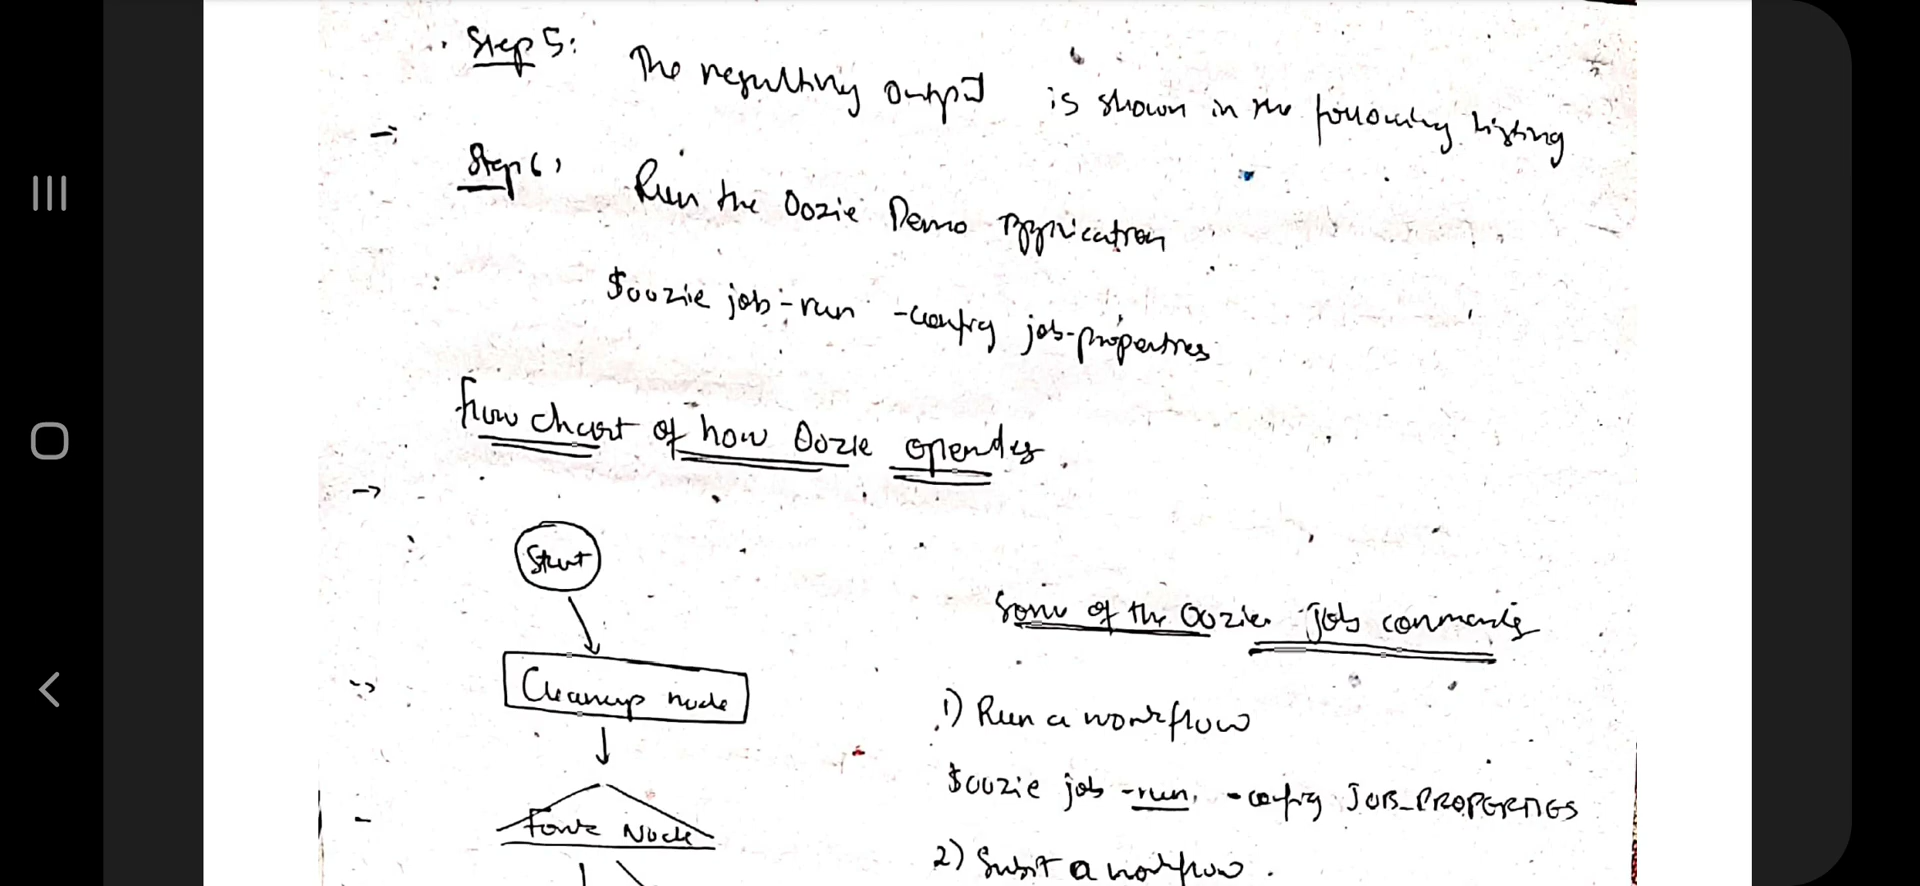 Step 5: The resulting output is shown in the following listing
Step 6, Run the Oozie Demo Application
$oozie job -run -config job-properties
flow chart of how Oozie
Start
Cleanup node
Fork Node
Some of the Oozie Job commands
1) Run a workflow
$oozie job -run, -config JOB_PROPERTIES
2) a workflow.